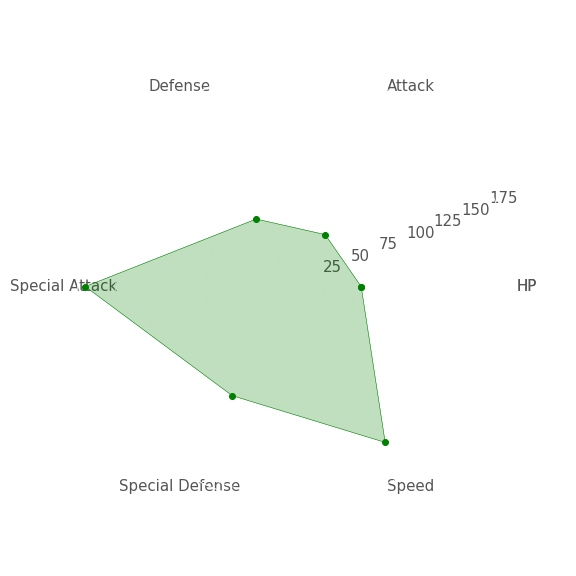 Defense
Attack
175
150
125
100
75
50
25
Special Attack
HP
Special Defense
Speed